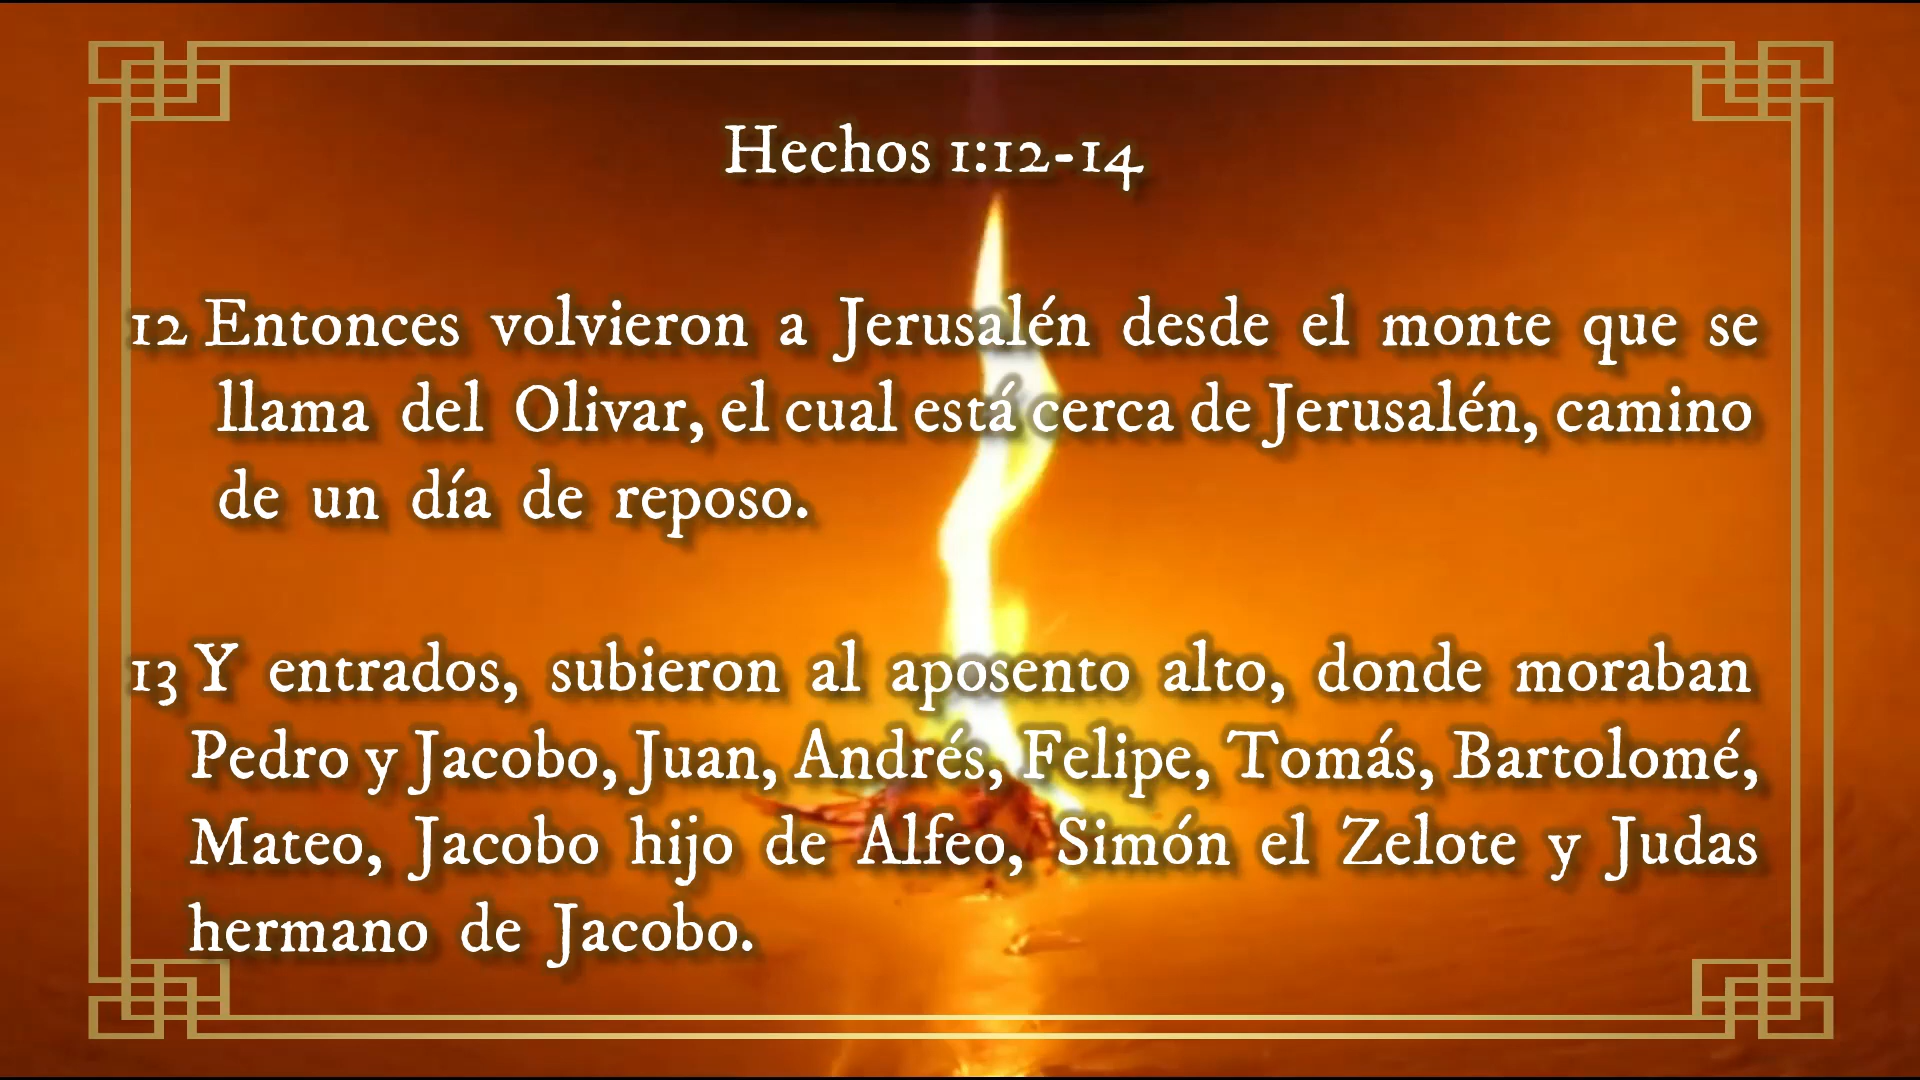 Hechos 1:12-14
12 Entonces volvieron a Jerusalén desde el monte que se
llama del Olivar, el cual está cerca de Jerusalén, camino
de un día de reposo.
13 Y entrados, subieron al aposento alto, donde moraban
Pedro y Jacobo, Juan, Andrés, Felipe, Tomás, Bartolomé,
Mateo, Jacobo hijo de Alfeo, Simón el Zelote y Judas
hermano de Jacobo.